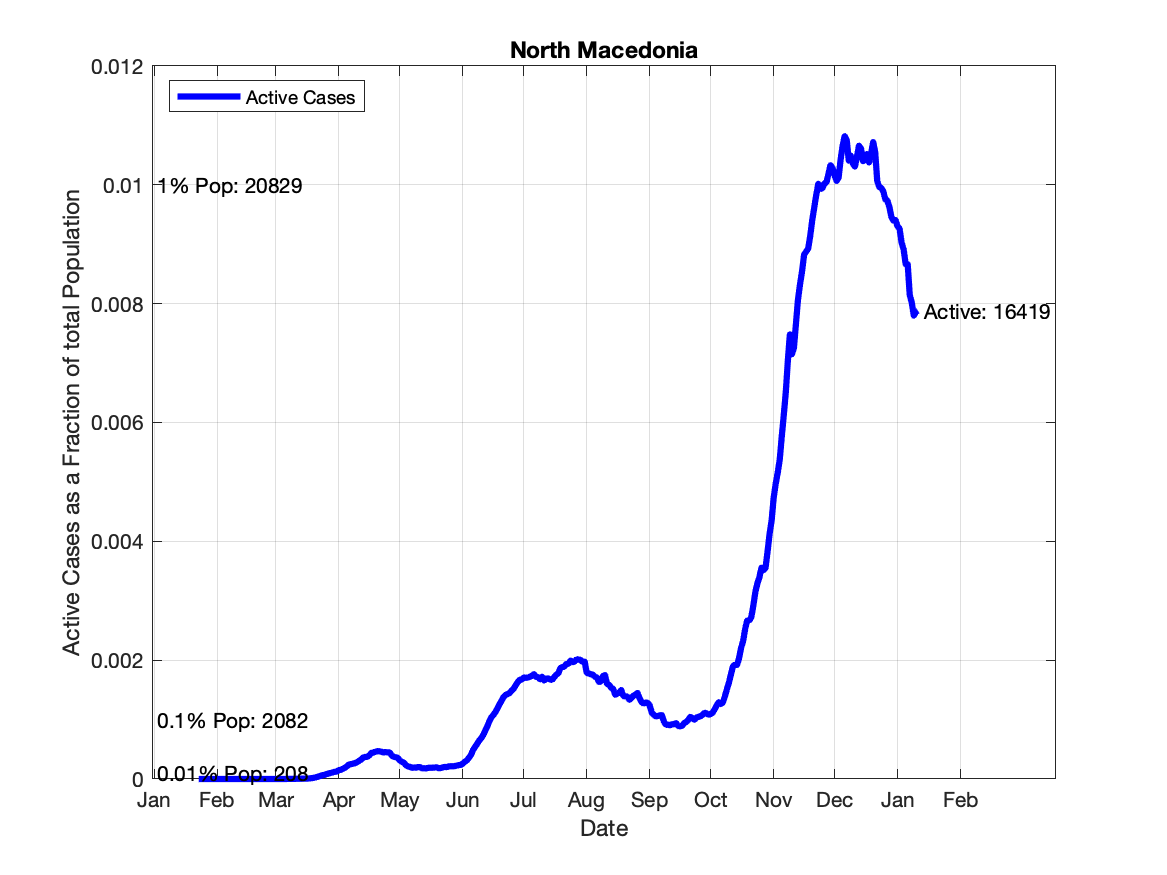 North Macedonia
0.012
Active Cases
0.01
1% Pop: 20829
0.008
Active: 16419
0.006
0.004
0.002
0.1% Pop: 2082
0
0.01% Pop: 208
Active Cases as a Fraction of total Population
Jan Feb Mar Apr May Jun Jul Aug Sep Oct Nov Dec Jan Feb
Date